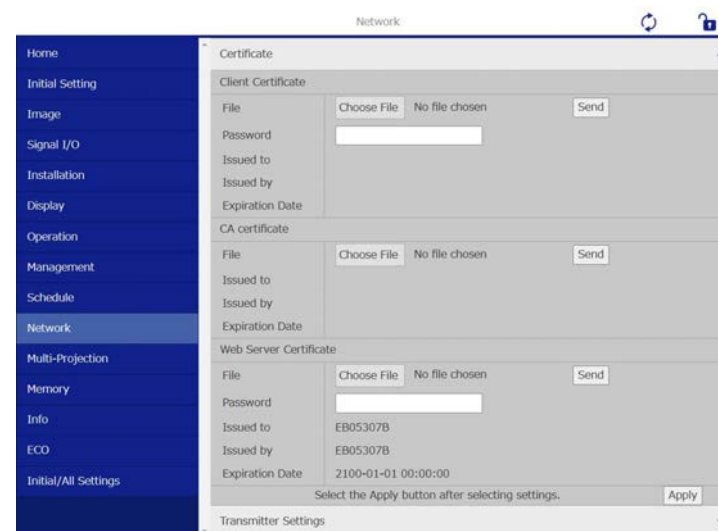 Network
Home
Initial Setting
Image
Signal I/O
Installation
Display
Operation
Management
Schedule
Network
Multi-Projection
Memory
Info
ECO
Initial/All Settings
Certificate
Client Certificate
File Choose File No file chosen Send
Password
Issued to
Issued by
Expiration Date
CA certificate
File Choose File No file chosen Send
Issued to
Issued by
Expiration Date
Web Server Certificate
File Choose File No file chosen Send
Password
Issued to EB05307B
Issued by EB05307B
Expiration Date 2100-01-01 00:00:00
Select the Apply button after selecting settings. Apply
Transmitter Settings